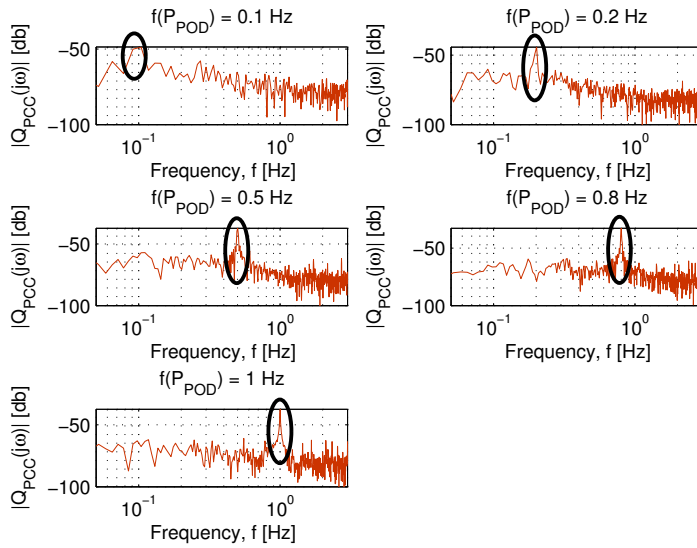 f(P_POD) = 0.1 Hz
|Q_PCC(jω)| [db]
−50
−100
10^−1
10^0
Frequency, f [Hz]
f(P_POD) = 0.2 Hz
|Q_PCC(jω)| [db]
−50
−100
10^−1
10^0
Frequency, f [Hz]
f(P_POD) = 0.5 Hz
|Q_PCC(jω)| [db]
−50
−100
10^−1
10^0
Frequency, f [Hz]
f(P_POD) = 0.8 Hz
|Q_PCC(jω)| [db]
−50
−100
10^−1
10^0
Frequency, f [Hz]
f(P_POD) = 1 Hz
|Q_PCC(jω)| [db]
−50
−100
10^−1
10^0
Frequency, f [Hz]